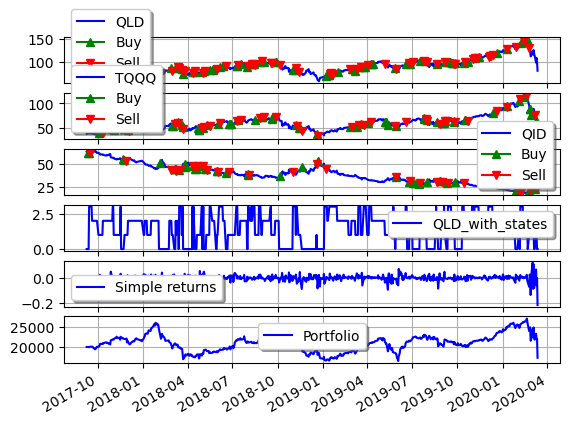 QLD
Buy
Sell
150
100
TQQQ
Buy
Sell
100
50
QID
Buy
Sell
50
25
QLD_with_states
2.5
0.0
Simple returns
0.0
−0.2
Portfolio
25000
20000
2017-10 2018-01 2018-04 2018-07 2018-10 2019-01 2019-04 2019-07 2019-10 2020-01 2020-04